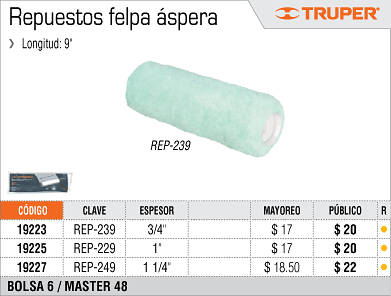 Repuestos felpa áspera
TRUPER®
❯ Longitud: 9"
REP-239
CÓDIGO CLAVE ESPESOR MAYOREO PÚBLICO R
19223 REP-239 3/4" $ 17 $ 20 ●
19225 REP-229 1" $ 17 $ 20 ●
19227 REP-249 1 1/4" $ 18.50 $ 22 ●
BOLSA 6 / MASTER 48